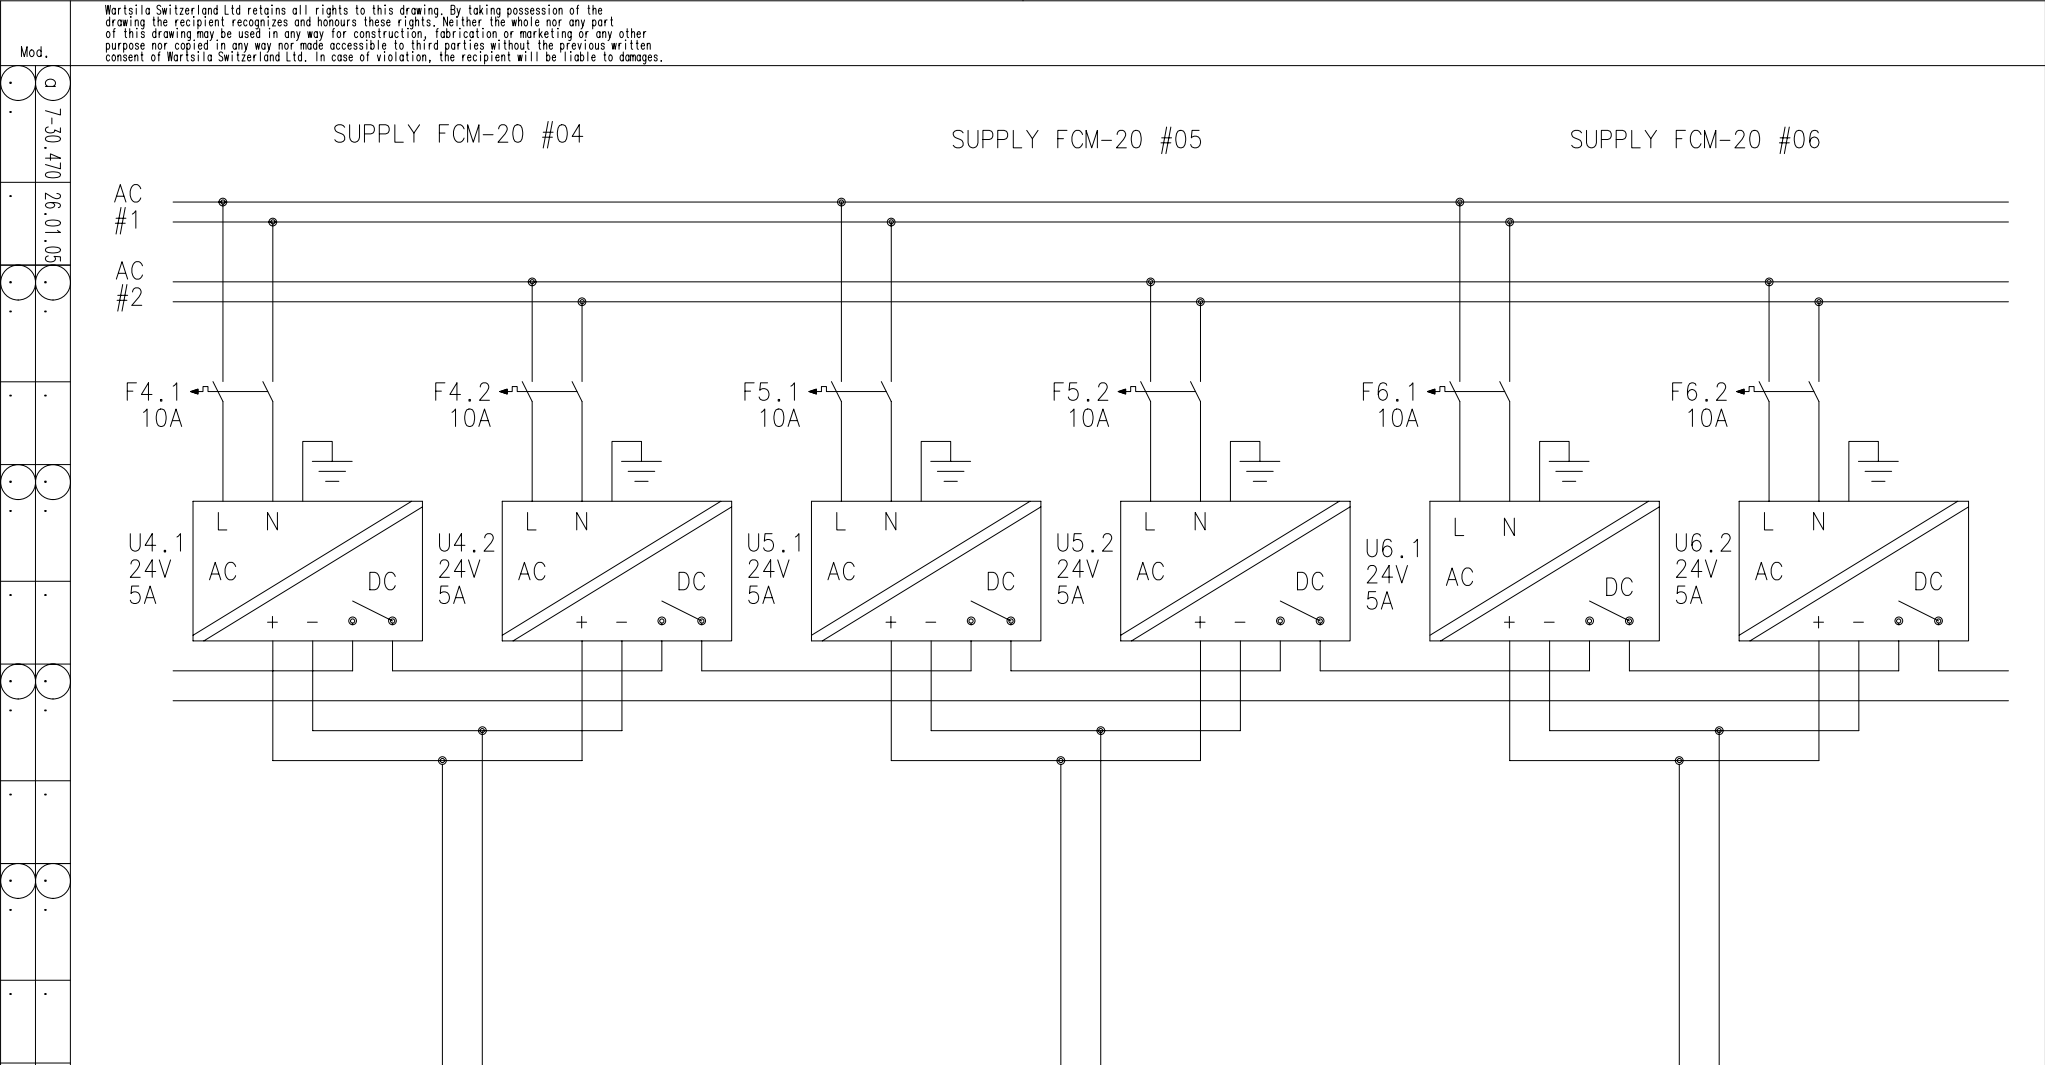 Wartsila Switzerland Ltd retains all rights to this drawing. By taking possession of the
drawing the recipient recognizes and honours these rights. Neither the whole nor any part
of this drawing may be used in any way for construction, fabrication or marketing or any other
purpose nor copied in any way nor made accessible to third parties without the previous written
consent of Wartsila Switzerland Ltd. In case of violation, the recipient will be liable to damages.
Mod.
a 7-30.470 26.01.05
SUPPLY FCM-20 #04
SUPPLY FCM-20 #05
SUPPLY FCM-20 #06
AC
#1
AC
#2
F4.1
10A
F4.2
10A
F5.1
10A
F5.2
10A
F6.1
10A
F6.2
10A
U4.1
24V
5A
L N
AC
DC
+ −
U4.2
24V
5A
L N
AC
DC
+ −
U5.1
24V
5A
L N
AC
DC
+ −
U5.2
24V
5A
L N
AC
DC
+ −
U6.1
24V
5A
L N
AC
DC
+ −
U6.2
24V
5A
L N
AC
DC
+ −